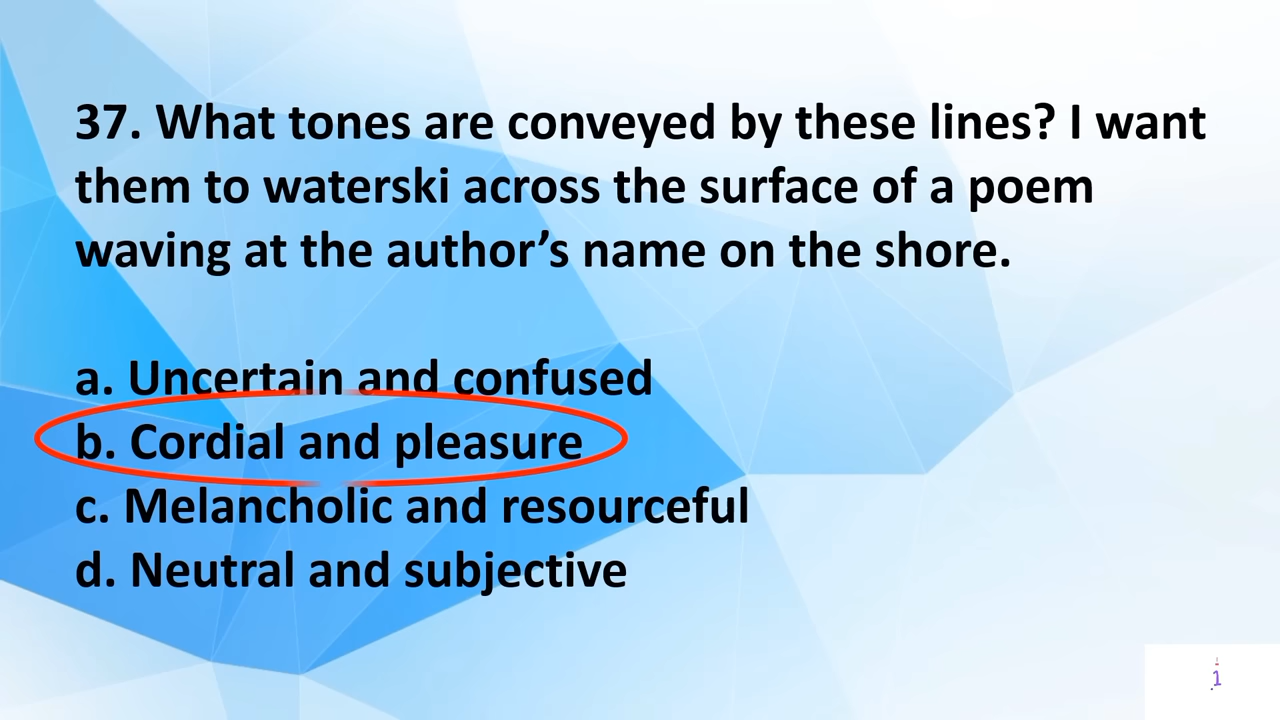 37. What tones are conveyed by these lines? I want
them to waterski across the surface of a poem
waving at the author’s name on the shore.
a. Uncertain and confused
b. Cordial and pleasure
c. Melancholic and resourceful
d. Neutral and subjective
1